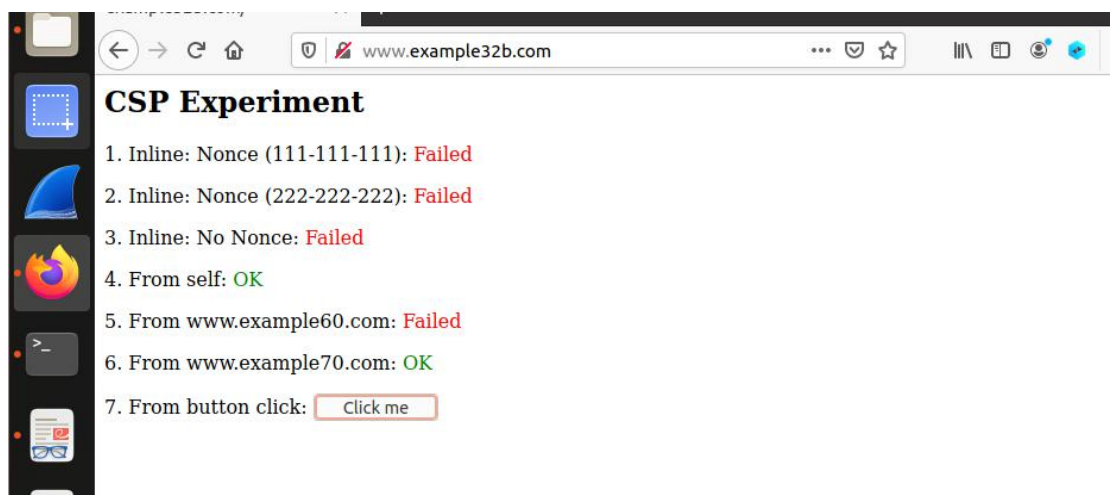 www.example32b.com
CSP Experiment
1. Inline: Nonce (111-111-111): Failed
2. Inline: Nonce (222-222-222): Failed
3. Inline: No Nonce: Failed
4. From self: OK
5. From www.example60.com: Failed
6. From www.example70.com: OK
7. From button click: Click me